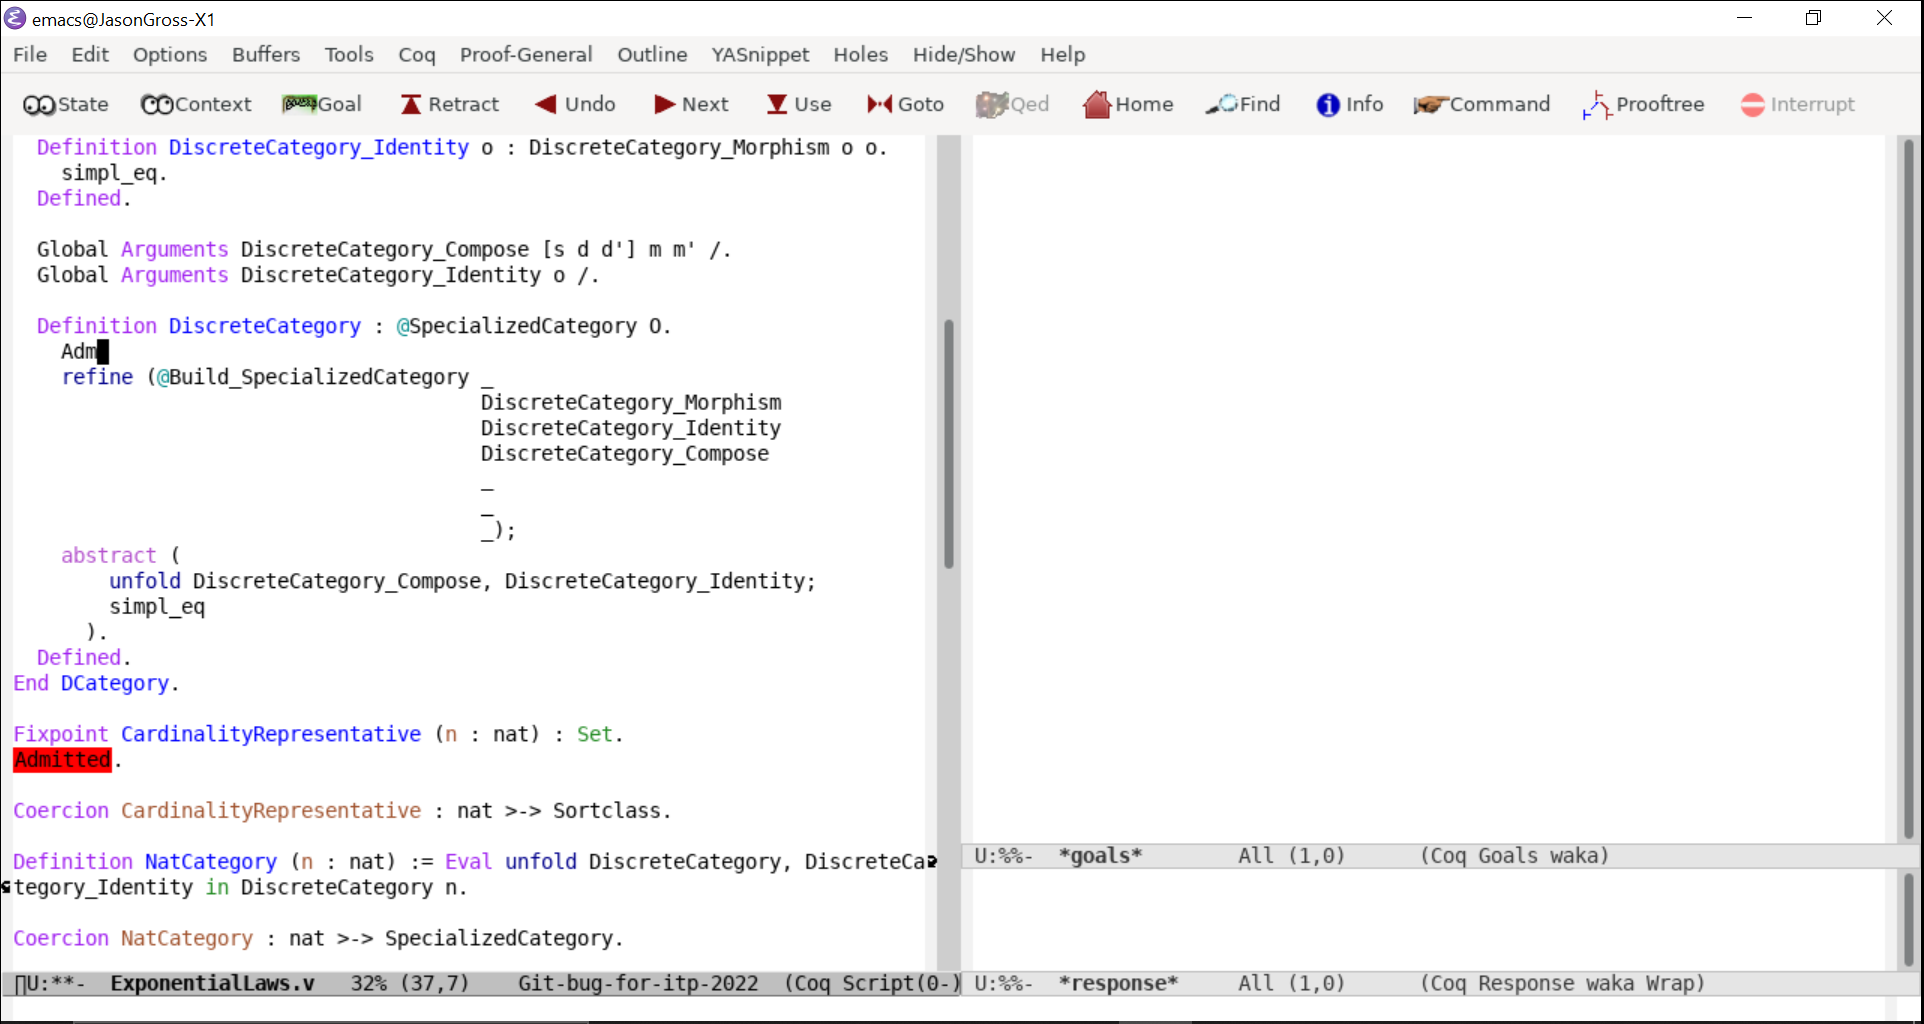 emacs@JasonGross-X1
File Edit Options Buffers Tools Coq Proof-General Outline YASnippet Holes Hide/Show Help
State Context Goal Retract Undo Next Use Goto Qed Home Find Info Command Prooftree Interrupt
Definition DiscreteCategory_Identity o : DiscreteCategory_Morphism o o.
simpl_eq.
Defined.
Global Arguments DiscreteCategory_Compose [s d d'] m m' /.
Global Arguments DiscreteCategory_Identity o /.
Definition DiscreteCategory : @SpecializedCategory O.
Adm
refine (@Build_SpecializedCategory _
DiscreteCategory_Morphism
DiscreteCategory_Identity
DiscreteCategory_Compose
_
_
_);
abstract (
unfold DiscreteCategory_Compose, DiscreteCategory_Identity;
simpl_eq
).
Defined.
End DCategory.
Fixpoint CardinalityRepresentative (n : nat) : Set.
Admitted.
Coercion CardinalityRepresentative : nat >-> Sortclass.
Definition NatCategory (n : nat) := Eval unfold DiscreteCategory, DiscreteCa
tegory_Identity in DiscreteCategory n.
Coercion NatCategory : nat >-> SpecializedCategory.
U:**- ExponentialLaws.v 32% (37,7) Git-bug-for-itp-2022 (Coq Script(0-)
U:%%- *goals* All (1,0) (Coq Goals waka)
U:%%- *response* All (1,0) (Coq Response waka Wrap)